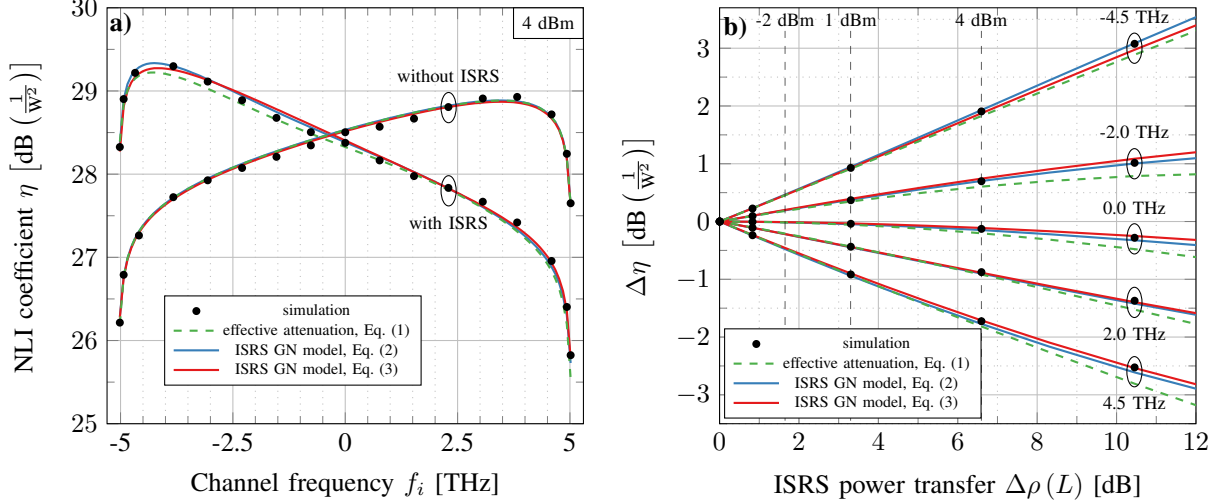 a)
4 dBm
30
29
28
27
26
25
NLI coefficient η [dB (1/W²)]
without ISRS
with ISRS
simulation
effective attenuation, Eq. (1)
ISRS GN model, Eq. (2)
ISRS GN model, Eq. (3)
-5 -2.5 0 2.5 5
Channel frequency fᵢ [THz]
b)
-2 dBm 1 dBm 4 dBm
-4.5 THz
-2.0 THz
0.0 THz
2.0 THz
4.5 THz
3
2
1
0
−1
−2
−3
Δη [dB (1/W²)]
simulation
effective attenuation, Eq. (1)
ISRS GN model, Eq. (2)
ISRS GN model, Eq. (3)
0 2 4 6 8 10 12
ISRS power transfer Δρ (L) [dB]